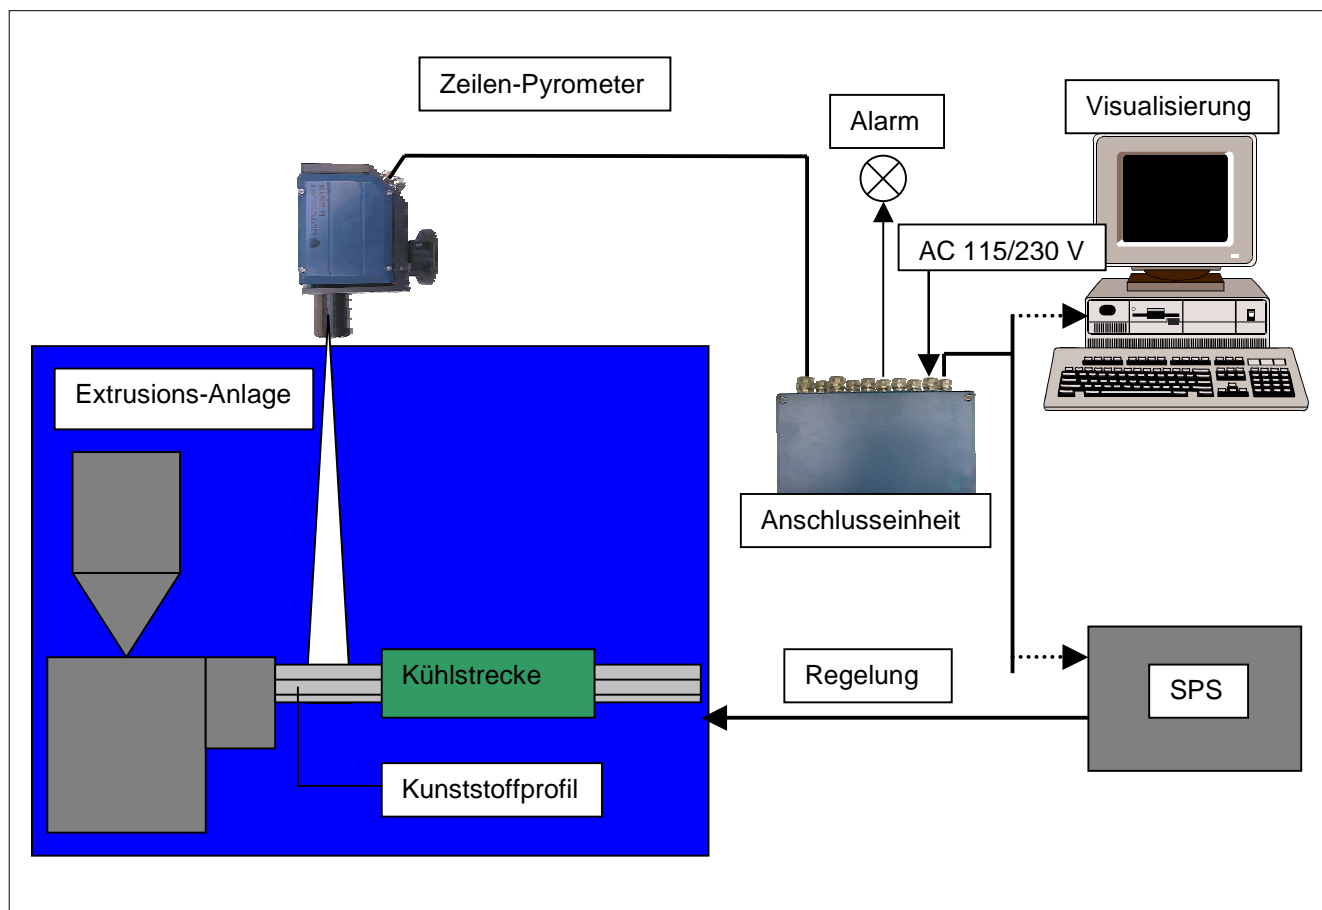 Zeilen-Pyrometer
Alarm
Visualisierung
AC 115/230 V
Extrusions-Anlage
Anschlusseinheit
Kühlstrecke
Regelung
SPS
Kunststoffprofil